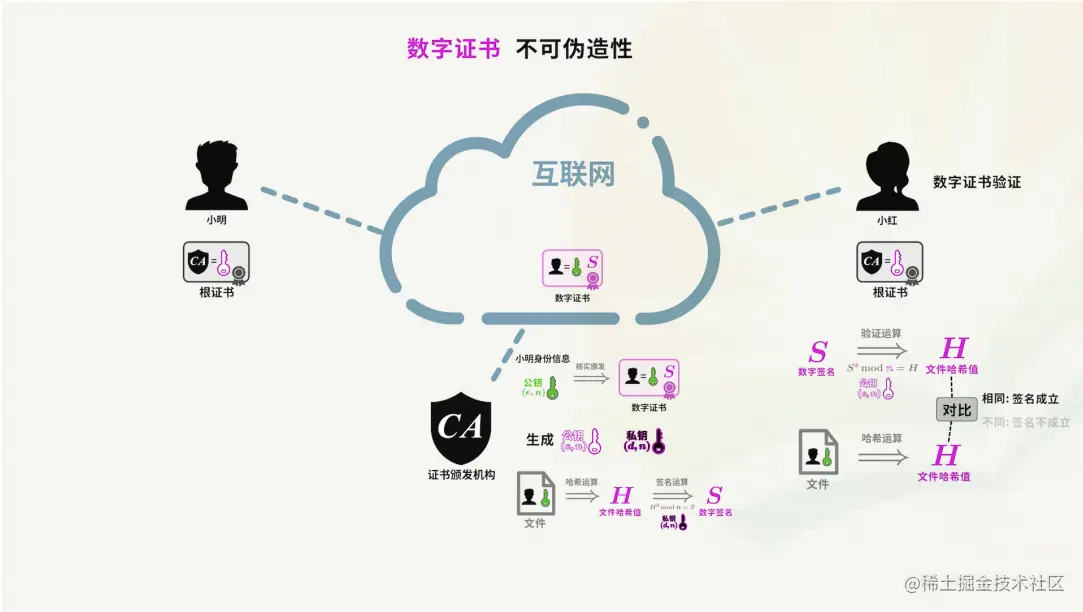 数字证书 不可伪造性
互联网
小明
小红
数字证书验证
CA =
根证书
CA =
根证书
= S
数字证书
小明身份信息
公钥
(e, n)
核实颁发
= S
数字证书
CA
证书颁发机构
生成
公钥
私钥
(d,n)
文件
哈希运算
H
文件哈希值
签名运算
私钥
(d,n)
S
数字签名
S
数字签名
验证运算
公钥
H
文件哈希值
对比
相同: 签名成立
不同: 签名不成立
文件
哈希运算
H
文件哈希值
@稀土掘金技术社区